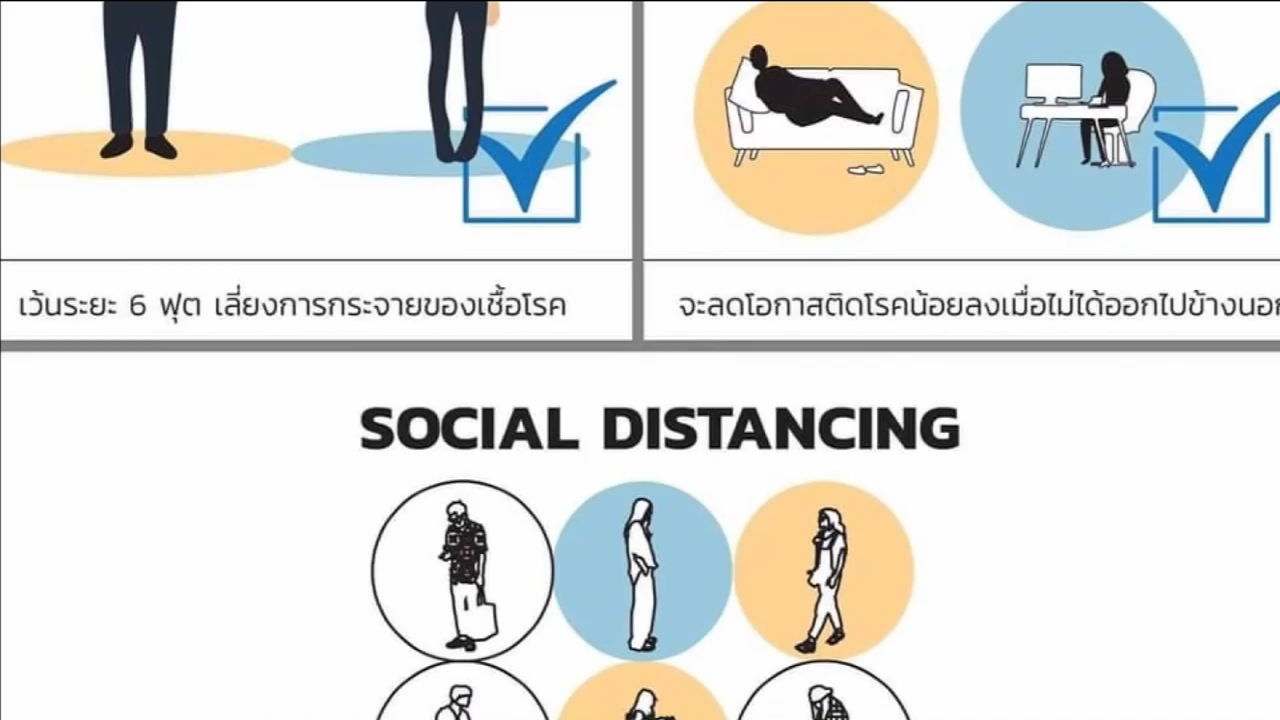 เว้นระยะ 6 ฟุต เลี่ยงการกระจายของเชื้อโรค
จะลดโอกาสติดโรคน้อยลงเมื่อไม่ได้ออกไปข้างนอก
SOCIAL DISTANCING